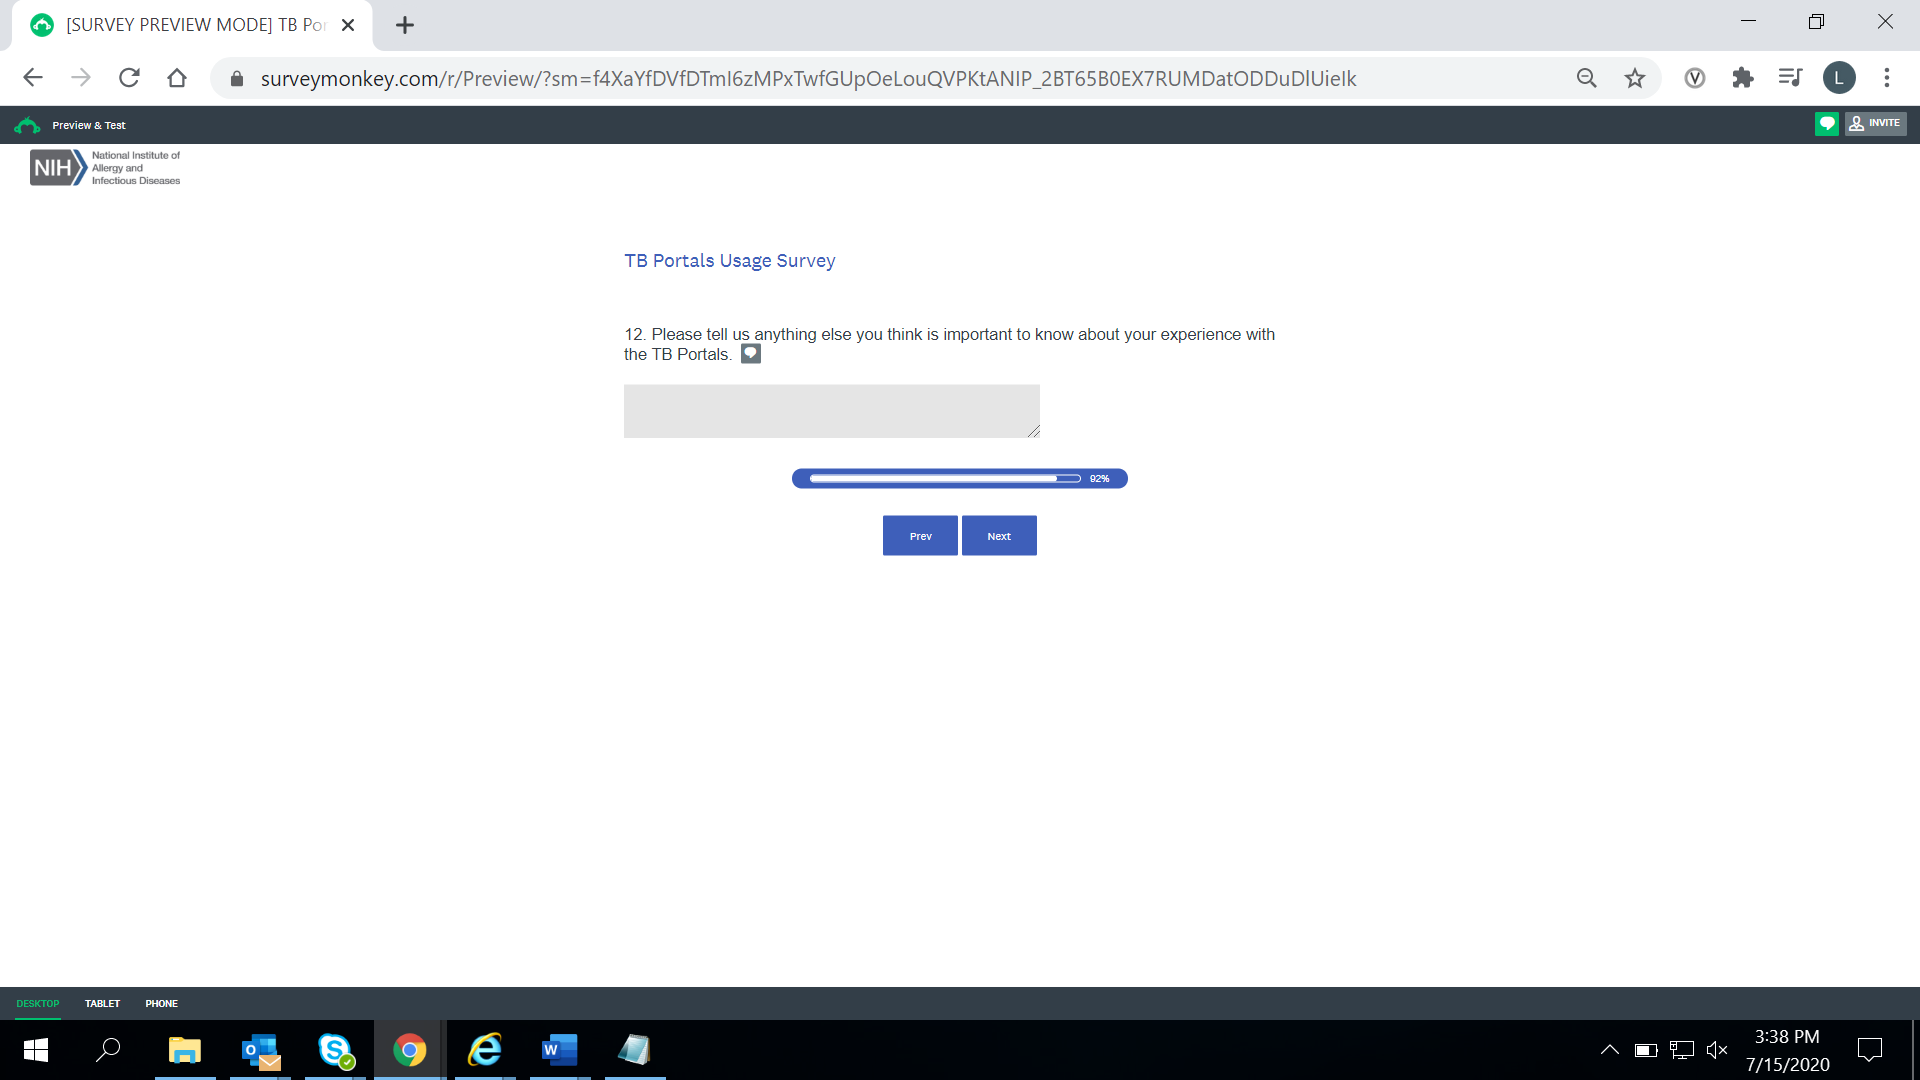 [SURVEY PREVIEW MODE] TB Por
surveymonkey.com/r/Preview/?sm=f4XaYfDVfDTml6zMPxTwfGUpOeLouQVPKtANIP_2BT65B0EX7RUMDatODDuDlUieIk
L
Preview & Test
INVITE
NIH
National Institute of
Allergy and
Infectious Diseases
TB Portals Usage Survey
12. Please tell us anything else you think is important to know about your experience with
the TB Portals.
92%
Prev
Next
DESKTOP
TABLET
PHONE
3:38 PM
7/15/2020